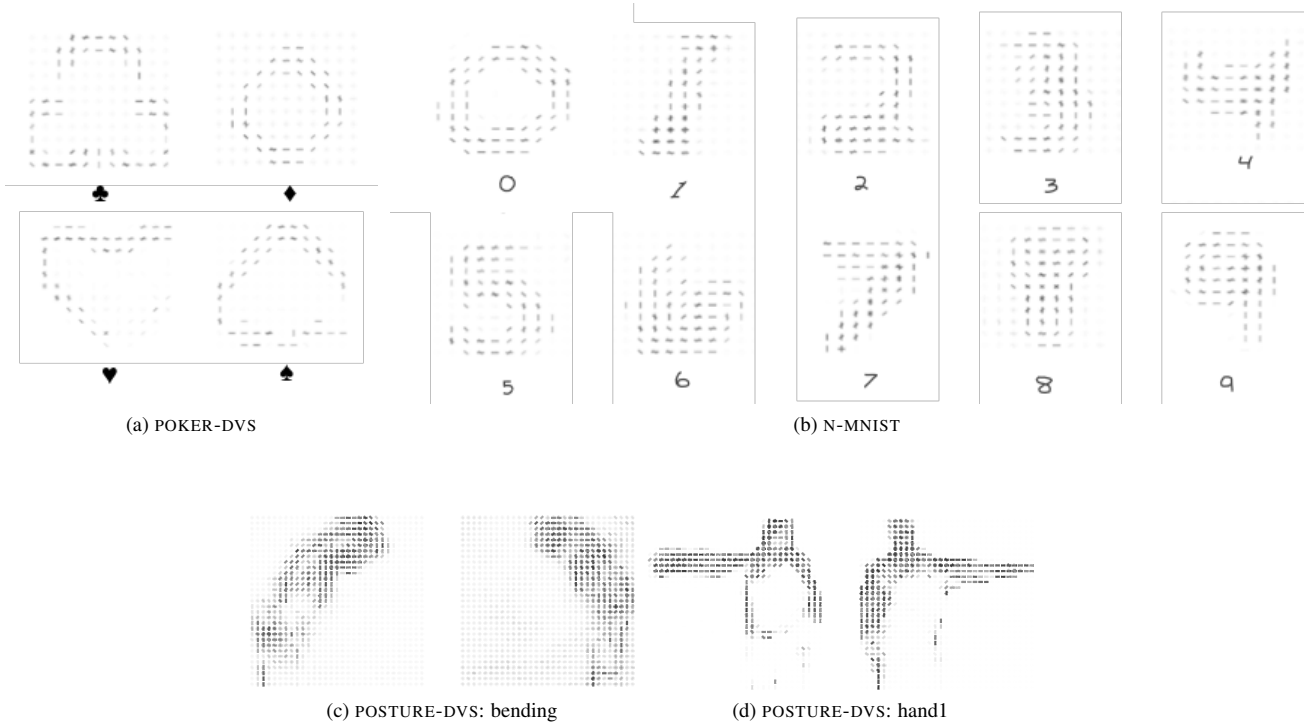 ♣ ♦
♥ ♠
0 1 2 3 4
5 6 7 8 9
(a) POKER-DVS
(b) N-MNIST
(c) POSTURE-DVS: bending
(d) POSTURE-DVS: hand1